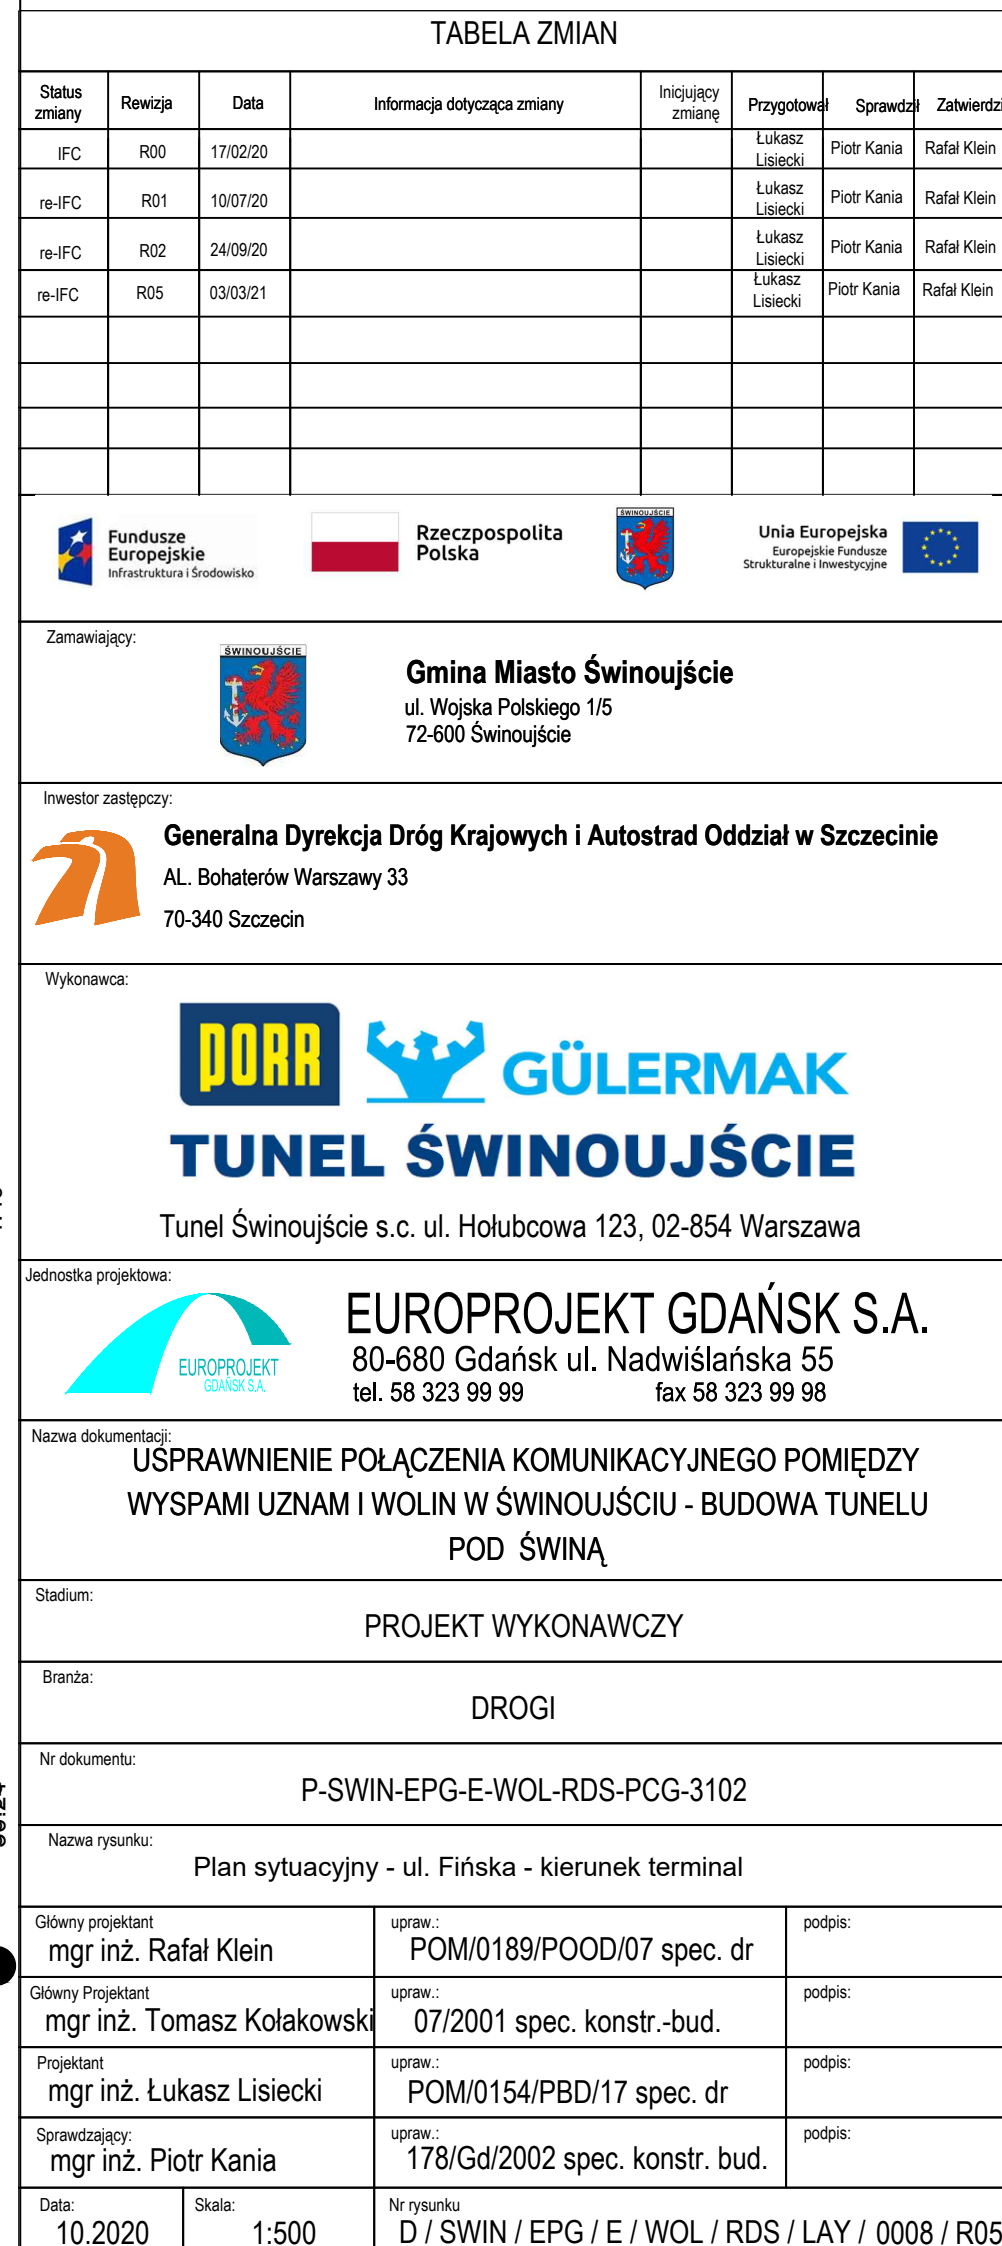 TABELA ZMIAN
Status zmiany Rewizja Data Informacja dotycząca zmiany Inicjujący zmianę Przygotował Sprawdził Zatwierdzi
IFC R00 17/02/20 Łukasz Lisiecki Piotr Kania Rafał Klein
re-IFC R01 10/07/20 Łukasz Lisiecki Piotr Kania Rafał Klein
re-IFC R02 24/09/20 Łukasz Lisiecki Piotr Kania Rafał Klein
re-IFC R05 03/03/21 Łukasz Lisiecki Piotr Kania Rafał Klein
Fundusze
Europejskie
Infrastruktura i Środowisko
Rzeczpospolita
Polska
ŚWINOUJŚCIE
Unia Europejska
Europejskie Fundusze
Strukturalne i Inwestycyjne
Zamawiający:
ŚWINOUJŚCIE
Gmina Miasto Świnoujście
ul. Wojska Polskiego 1/5
72-600 Świnoujście
Inwestor zastępczy:
Generalna Dyrekcja Dróg Krajowych i Autostrad Oddział w Szczecinie
AL. Bohaterów Warszawy 33
70-340 Szczecin
Wykonawca:
PORR GÜLERMAK
TUNEL ŚWINOUJŚCIE
Tunel Świnoujście s.c. ul. Hołubcowa 123, 02-854 Warszawa
Jednostka projektowa:
EUROPROJEKT
GDAŃSK S.A.
EUROPROJEKT GDAŃSK S.A.
80-680 Gdańsk ul. Nadwiślańska 55
tel. 58 323 99 99 fax 58 323 99 98
Nazwa dokumentacji:
USPRAWNIENIE POŁĄCZENIA KOMUNIKACYJNEGO POMIĘDZY
WYSPAMI UZNAM I WOLIN W ŚWINOUJŚCIU - BUDOWA TUNELU
POD ŚWINĄ
Stadium:
PROJEKT WYKONAWCZY
Branża:
DROGI
Nr dokumentu:
P-SWIN-EPG-E-WOL-RDS-PCG-3102
Nazwa rysunku:
Plan sytuacyjny - ul. Fińska - kierunek terminal
Główny projektant upraw.: podpis:
mgr inż. Rafał Klein POM/0189/POOD/07 spec. dr
Główny Projektant upraw.: podpis:
mgr inż. Tomasz Kołakowski 07/2001 spec. konstr.-bud.
Projektant upraw.: podpis:
mgr inż. Łukasz Lisiecki POM/0154/PBD/17 spec. dr
Sprawdzający: upraw.: podpis:
mgr inż. Piotr Kania 178/Gd/2002 spec. konstr. bud.
Data: Skala: Nr rysunku
10.2020 1:500 D / SWIN / EPG / E / WOL / RDS / LAY / 0008 / R05